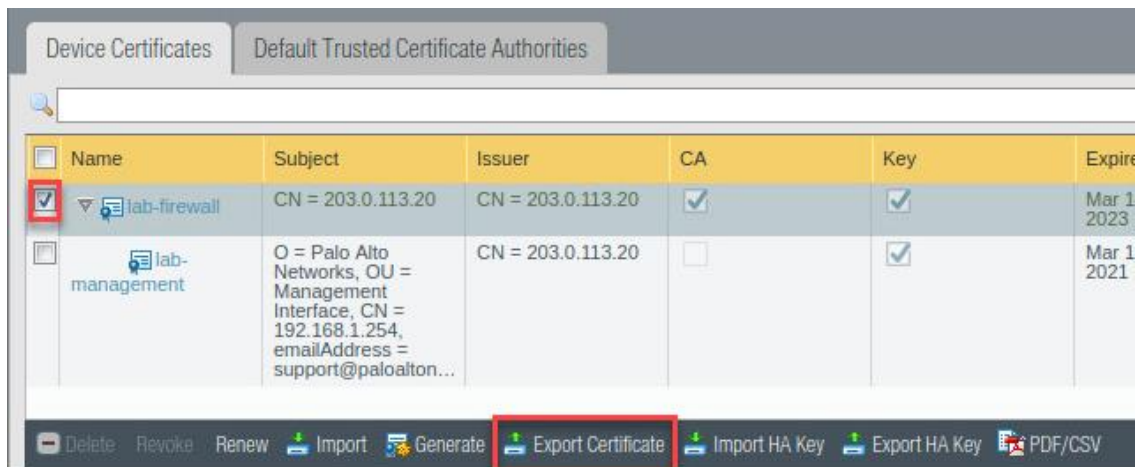 Device Certificates Default Trusted Certificate Authorities
Name Subject Issuer CA Key Expire
lab-firewall CN = 203.0.113.20 CN = 203.0.113.20 Mar 1
2023
lab-
management
O = Palo Alto
Networks, OU =
Management
Interface, CN =
192.168.1.254,
emailAddress =
support@paloalton...
CN = 203.0.113.20
Mar 1
2021
Delete Revoke Renew Import Generate Export Certificate Import HA Key Export HA Key PDF/CSV